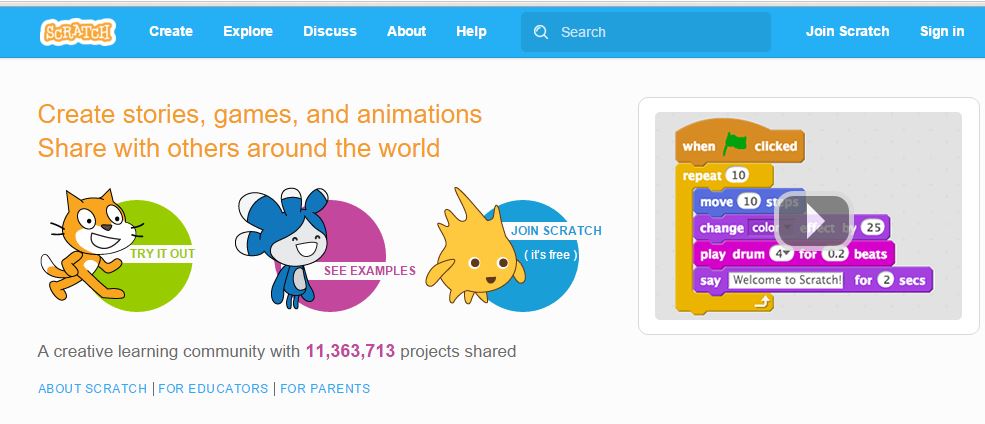 SCRATCH Create Explore Discuss About Help Search Join Scratch Sign in
Create stories, games, and animations
Share with others around the world
TRY IT OUT
SEE EXAMPLES
JOIN SCRATCH
( it's free )
when clicked
repeat 10
move 10 steps
change color effect by 25
play drum 4 for 0.2 beats
say Welcome to Scratch! for 2 secs
A creative learning community with 11,363,713 projects shared
ABOUT SCRATCH | FOR EDUCATORS | FOR PARENTS